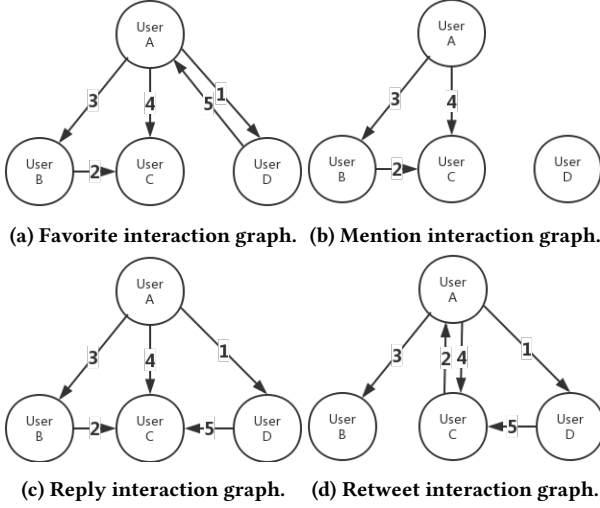 User
A
3
4
5
1
User
B
2
User
C
User
D
(a) Favorite interaction graph.
User
A
3
4
User
B
2
User
C
User
D
(b) Mention interaction graph.
User
A
3
4
1
User
B
2
User
C
5
User
D
(c) Reply interaction graph.
User
A
3
2
4
1
User
B
User
C
5
User
D
(d) Retweet interaction graph.